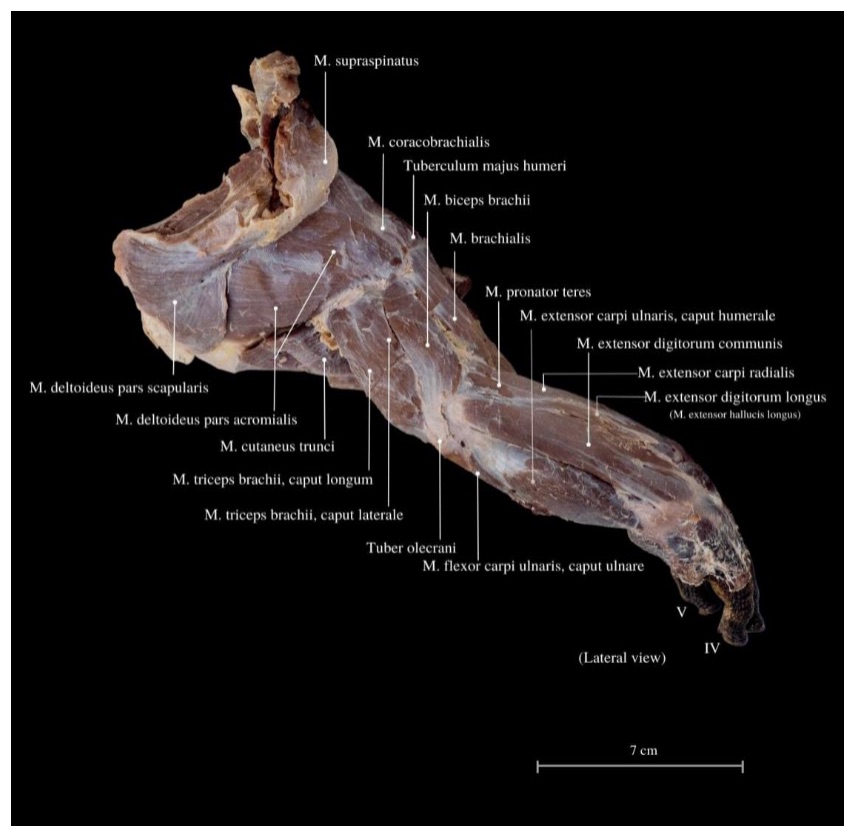 M. supraspinatus
M. coracobrachialis
Tuberculum majus humeri
M. biceps brachii
M. brachialis
M. pronator teres
M. extensor carpi ulnaris, caput humerale
M. extensor digitorum communis
M. extensor carpi radialis
M. extensor digitorum longus
(M. extensor hallucis longus)
M. deltoideus pars scapularis
M. deltoideus pars acromialis
M. cutaneus trunci
M. triceps brachii, caput longum
M. triceps brachii, caput laterale
Tuber olecrani
M. flexor carpi ulnaris, caput ulnare
V
IV
(Lateral view)
7 cm